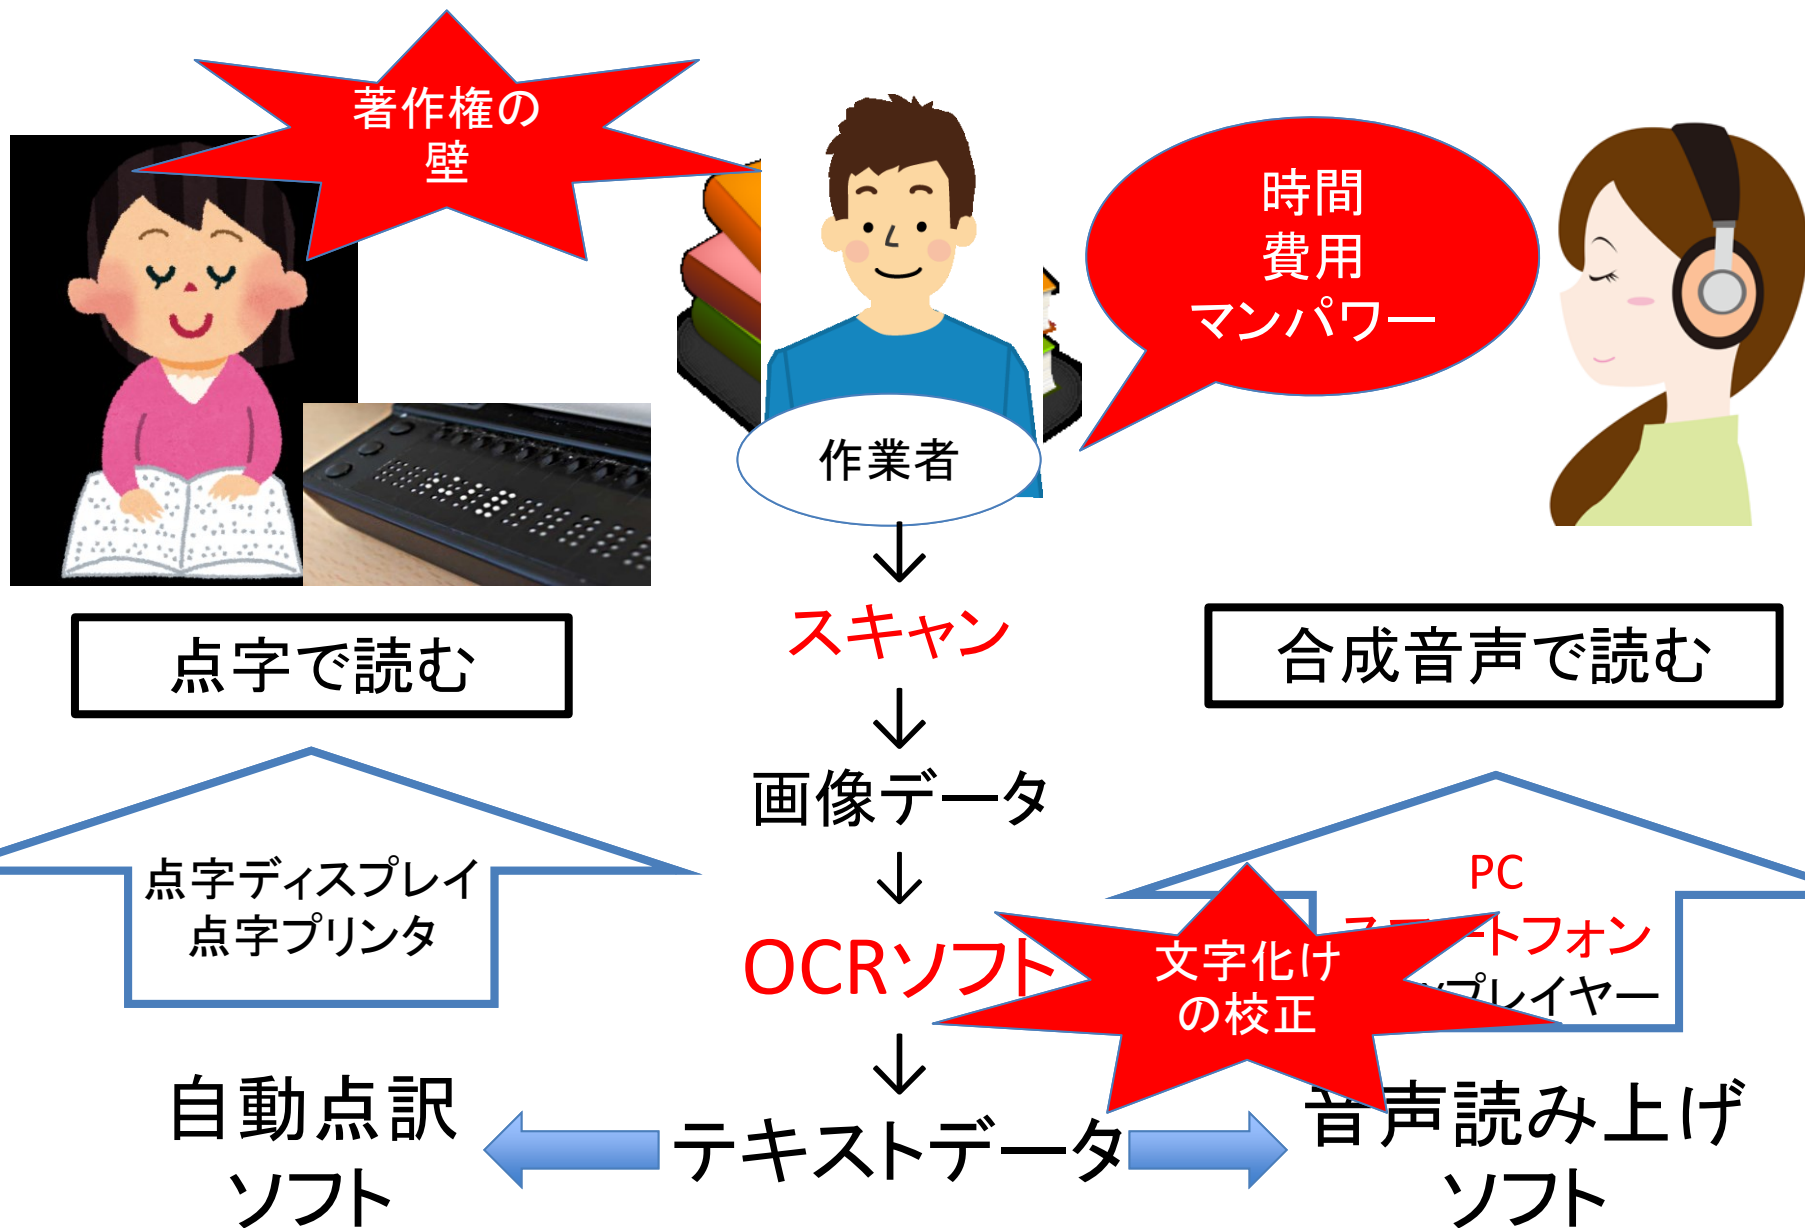 著作権の
壁
時間
費用
マンパワー
作業者
スキャン
点字で読む
合成音声で読む
画像データ
点字ディスプレイ
点字プリンタ
PC
OCRソフト
文字化け
の校正
プレイヤー
自動点訳
ソフト
テキストデータ
音声読み上げ
ソフト